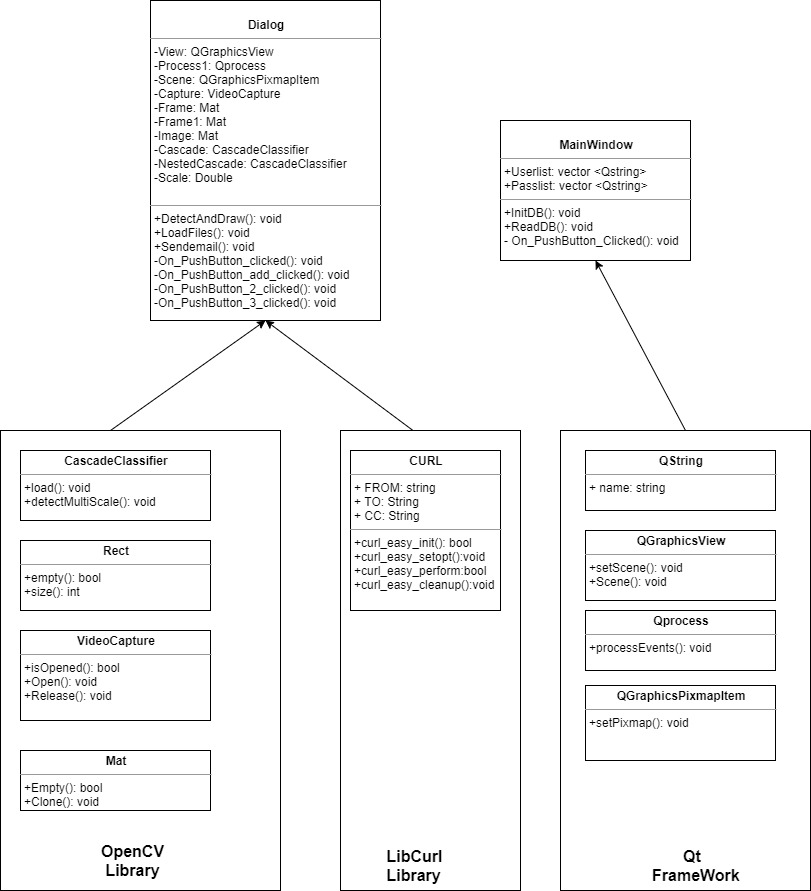 Dialog
-View: QGraphicsView
-Process1: Qprocess
-Scene: QGraphicsPixmapItem
-Capture: VideoCapture
-Frame: Mat
-Frame1: Mat
-Image: Mat
-Cascade: CascadeClassifier
-NestedCascade: CascadeClassifier
-Scale: Double
+DetectAndDraw(): void
+LoadFiles(): void
+Sendemail(): void
-On_PushButton_clicked(): void
-On_PushButton_add_clicked(): void
-On_PushButton_2_clicked(): void
-On_PushButton_3_clicked(): void
MainWindow
+Userlist: vector <Qstring>
+Passlist: vector <Qstring>
+InitDB(): void
+ReadDB(): void
- On_PushButton_Clicked(): void
CascadeClassifier
+load(): void
+detectMultiScale(): void
Rect
+empty(): bool
+size(): int
VideoCapture
+isOpened(): bool
+Open(): void
+Release(): void
Mat
+Empty(): bool
+Clone(): void
OpenCV
Library
CURL
+ FROM: string
+ TO: String
+ CC: String
+curl_easy_init(): bool
+curl_easy_setopt():void
+curl_easy_perform:bool
+curl_easy_cleanup():void
LibCurl
Library
QString
+ name: string
QGraphicsView
+setScene(): void
+Scene(): void
Qprocess
+processEvents(): void
QGraphicsPixmapItem
+setPixmap(): void
Qt
FrameWork